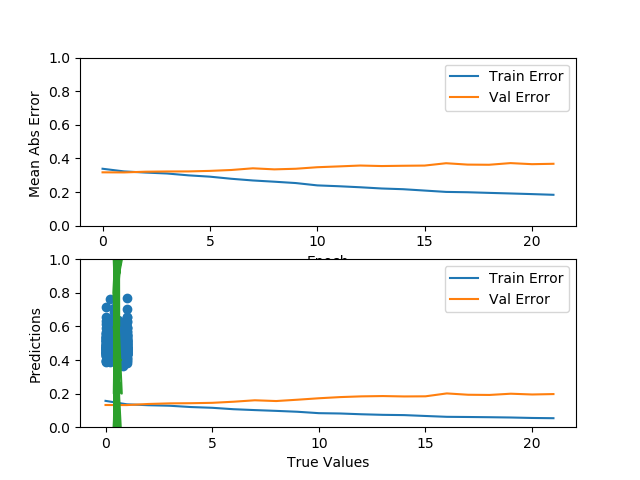 1.0
0.8
0.6
0.4
0.2
0.0
Mean Abs Error
Train Error
Val Error
0 5 10 15 20
Epoch
1.0
0.8
0.6
0.4
0.2
0.0
Predictions
Train Error
Val Error
0 5 10 15 20
True Values